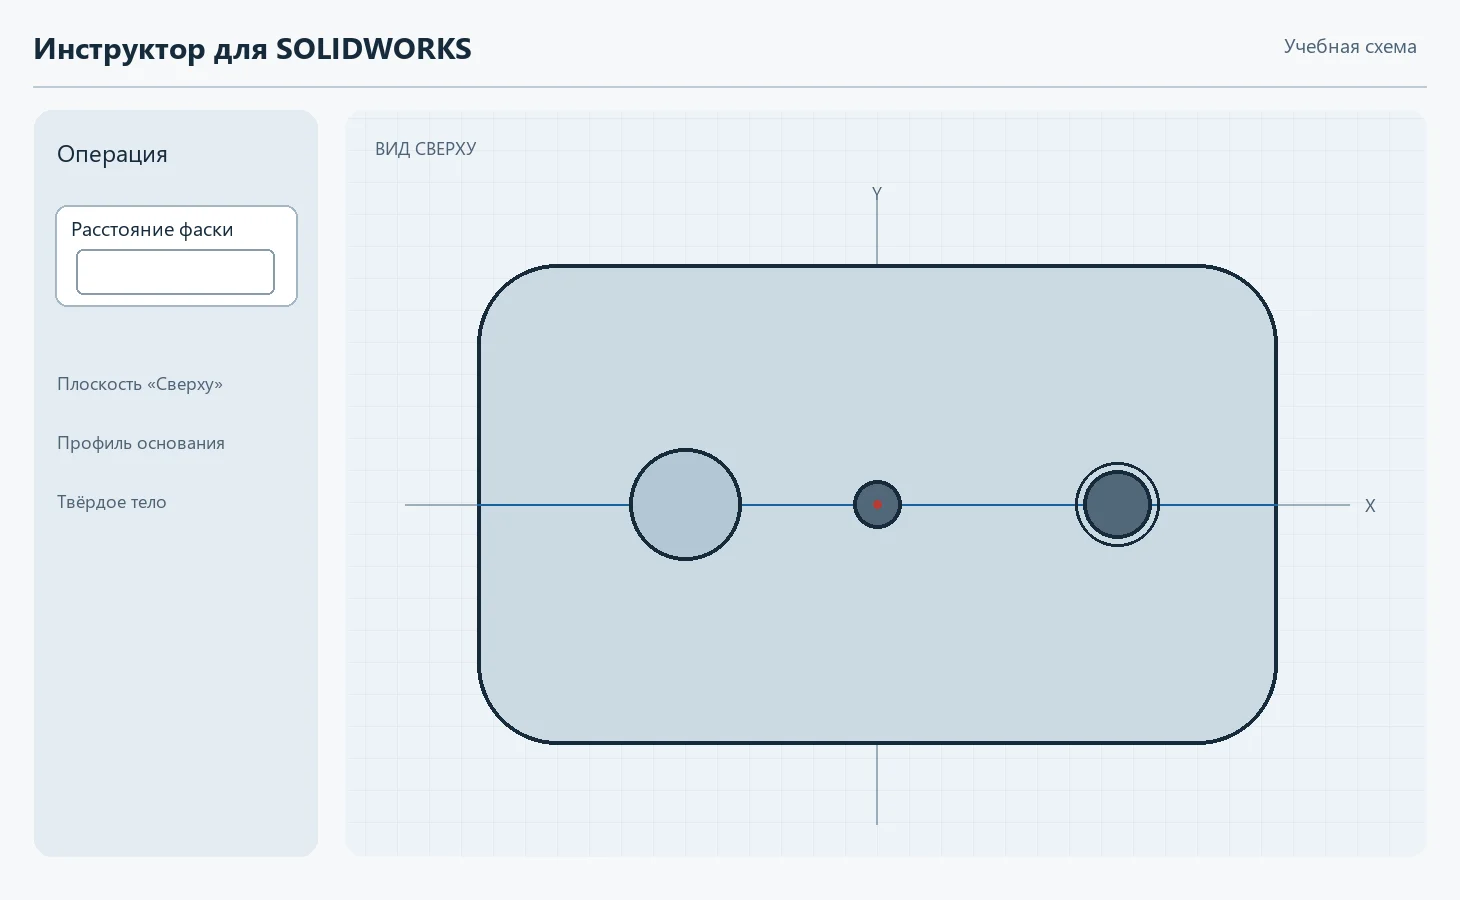 Инструктор для SOLIDWORKS
Учебная схема
Операция
Расстояние фаски
Плоскость «Сверху»
Профиль основания
Твёрдое тело
ВИД СВЕРХУ
Y
X